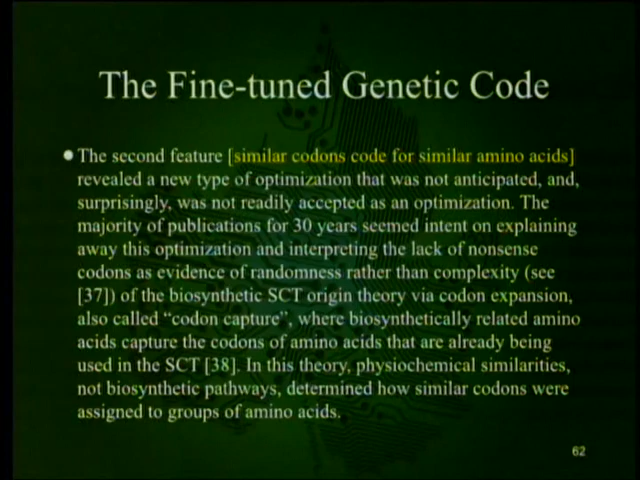 The Fine-tuned Genetic Code
The second feature [similar codons code for similar amino acids]
revealed a new type of optimization that was not anticipated, and,
surprisingly, was not readily accepted as an optimization. The
majority of publications for 30 years seemed intent on explaining
away this optimization and interpreting the lack of nonsense
codons as evidence of randomness rather than complexity (see
[37]) of the biosynthetic SCT origin theory via codon expansion,
also called “codon capture”, where biosynthetically related amino
acids capture the codons of amino acids that are already being
used in the SCT [38]. In this theory, physiochemical similarities,
not biosynthetic pathways, determined how similar codons were
assigned to groups of amino acids.
62